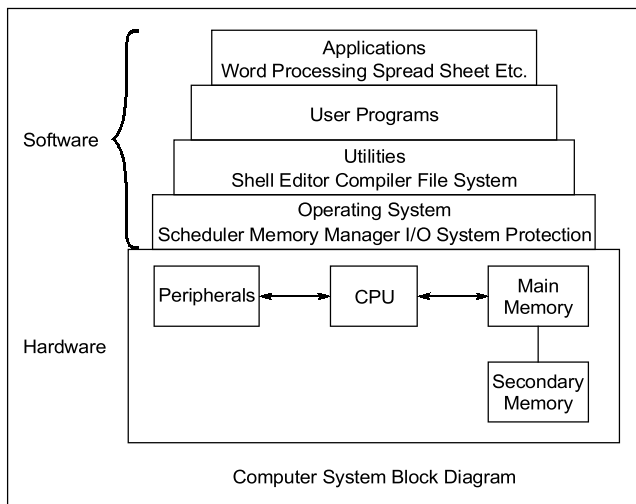 Applications
Word Processing Spread Sheet Etc.
User Programs
Software
Utilities
Shell Editor Compiler File System
Operating System
Scheduler Memory Manager I/O System Protection
Peripherals
CPU
Main
Memory
Hardware
Secondary
Memory
Computer System Block Diagram